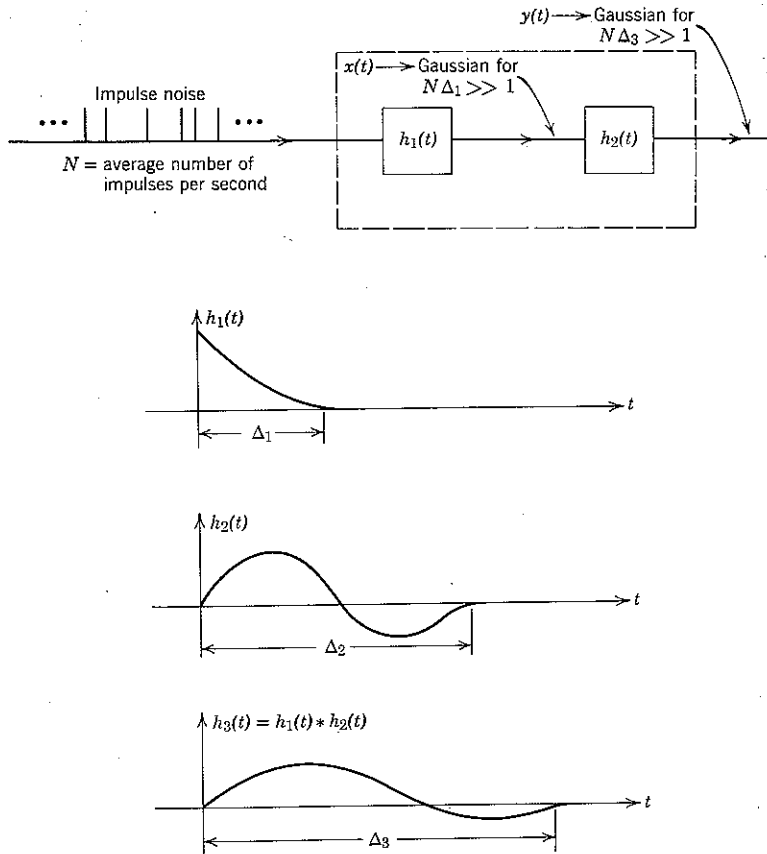 y(t) → Gaussian for
NΔ₃ >> 1
x(t) → Gaussian for
NΔ₁ >> 1
Impulse noise
••• •••
h₁(t) h₂(t)
N = average number of
impulses per second
h₁(t)
t
Δ₁
h₂(t)
t
Δ₂
h₃(t) = h₁(t) * h₂(t)
t
Δ₃